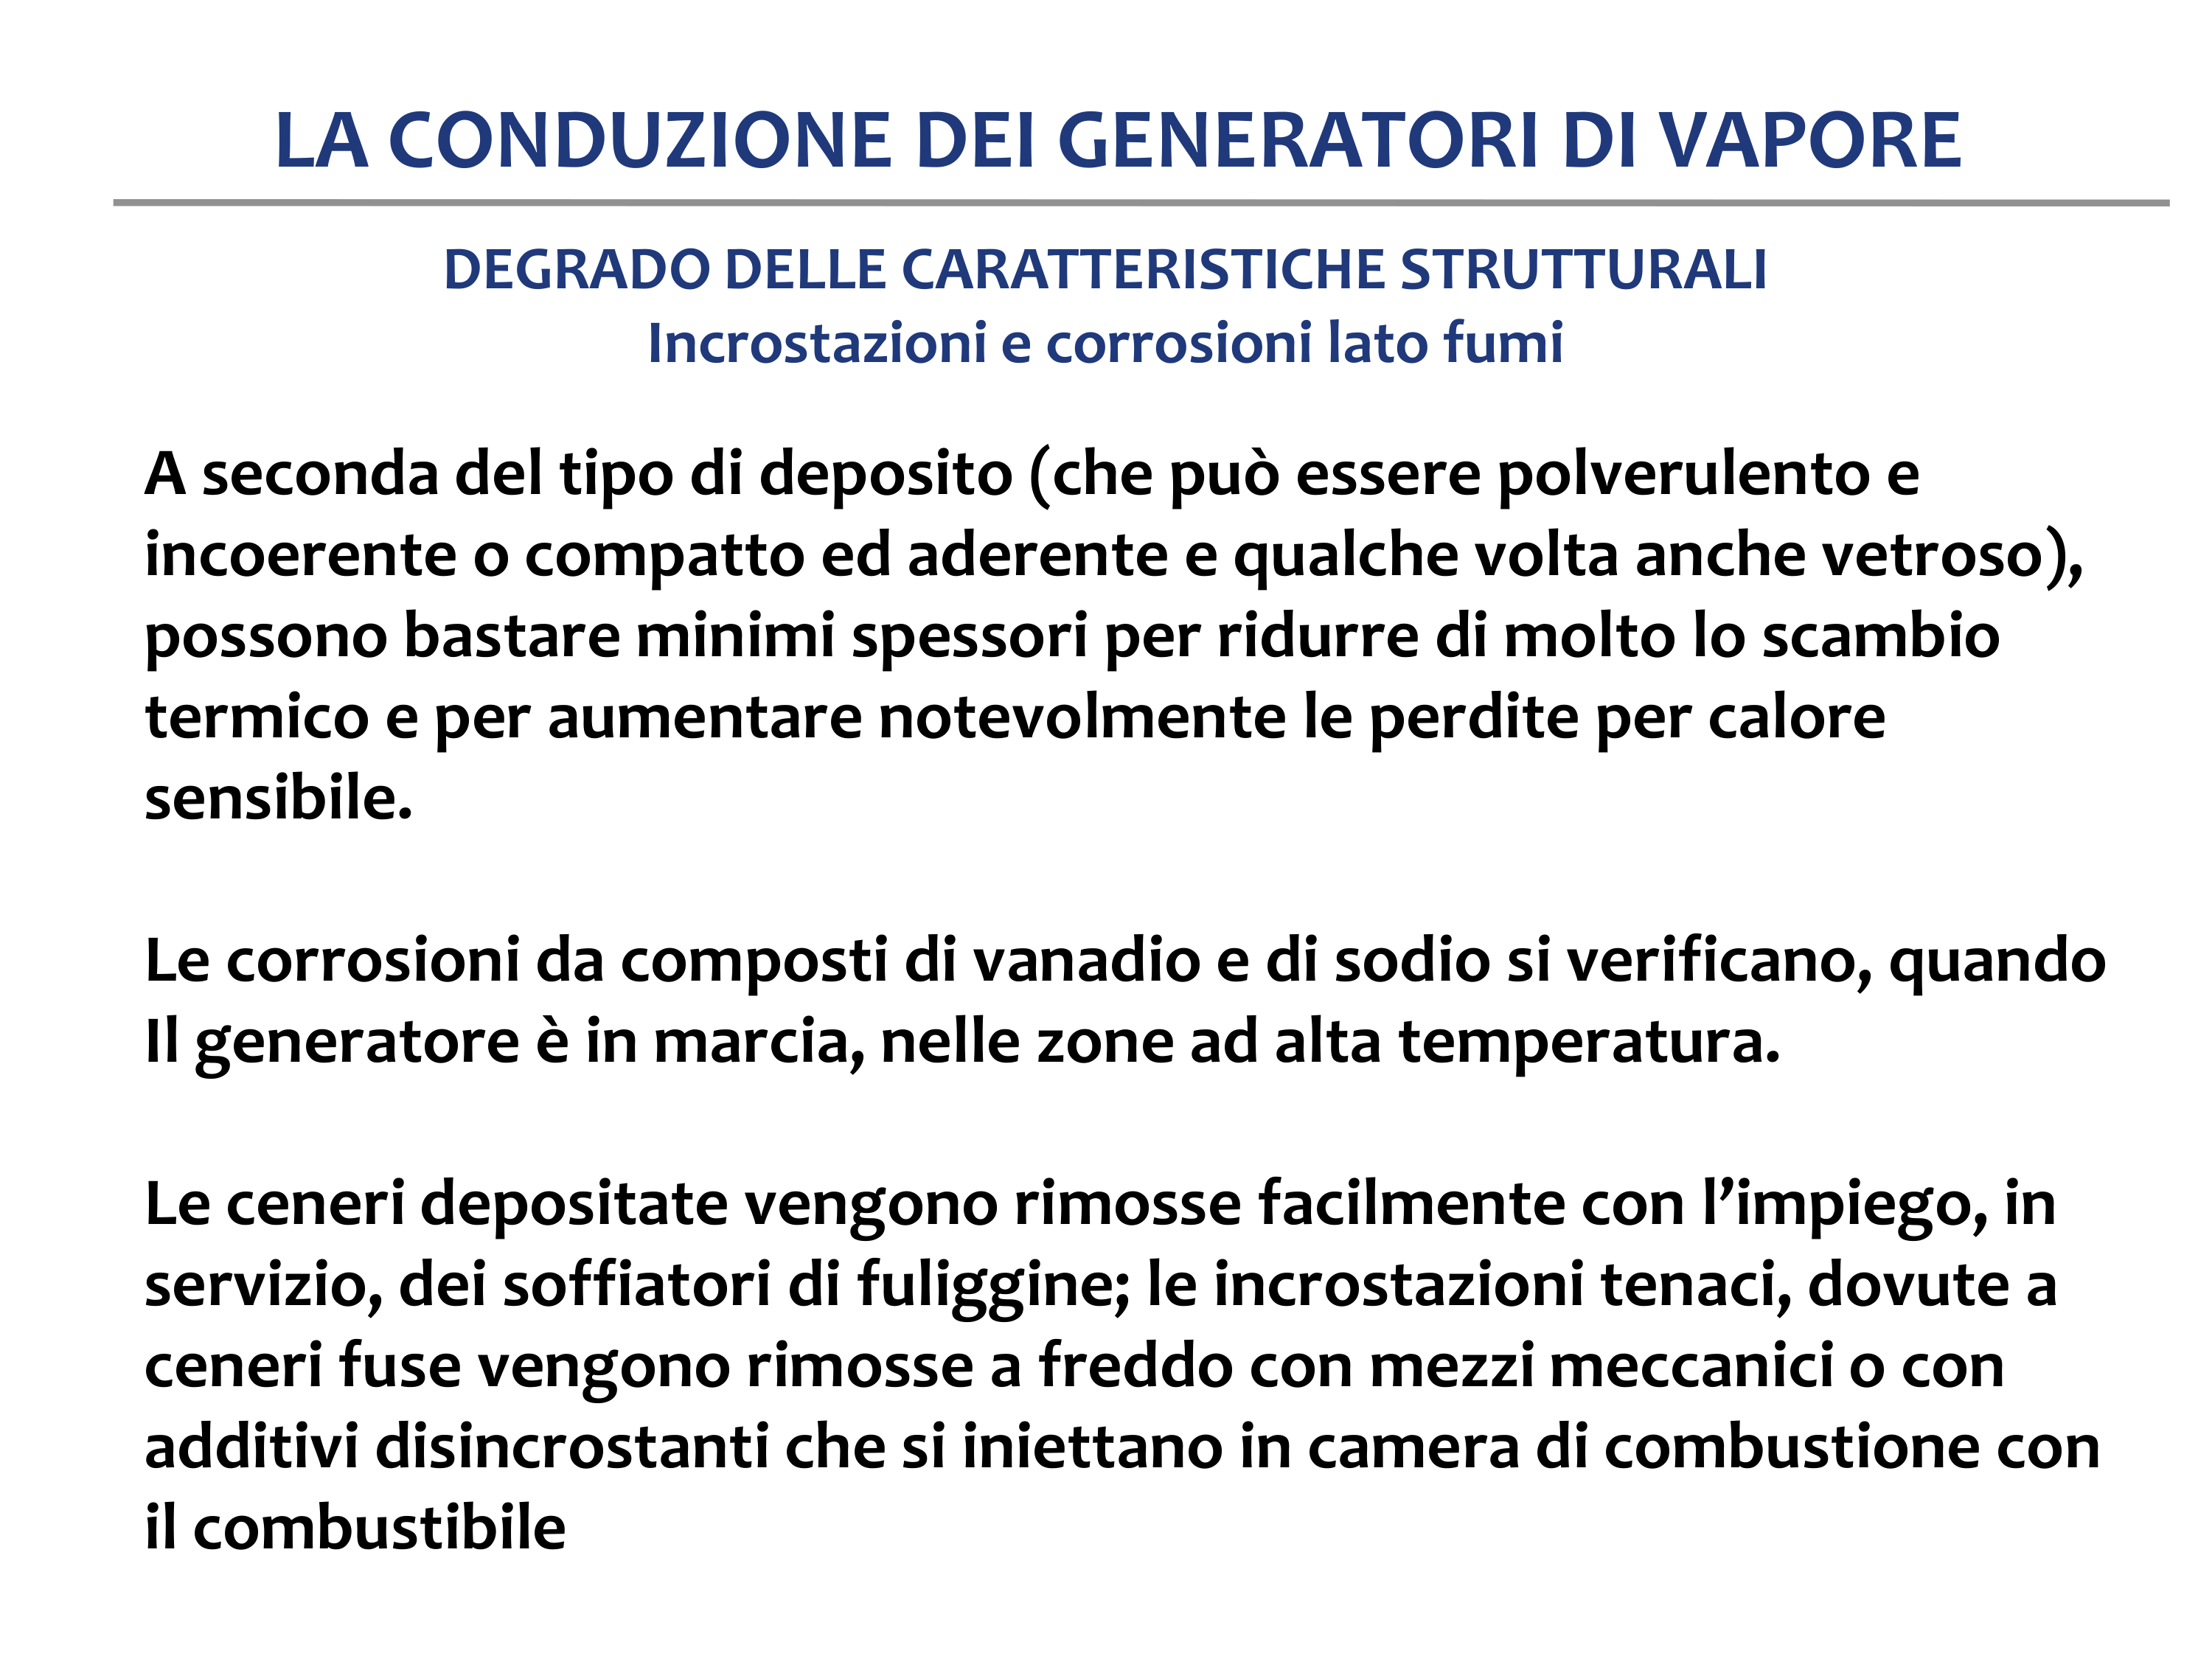 LA CONDUZIONE DEI GENERATORI DI VAPORE
DEGRADO DELLE CARATTERISTICHE STRUTTURALI
Incrostazioni e corrosioni lato fumi
A seconda del tipo di deposito (che può essere polverulento e
incoerente o compatto ed aderente e qualche volta anche vetroso),
possono bastare minimi spessori per ridurre di molto lo scambio
termico e per aumentare notevolmente le perdite per calore
sensibile.
Le corrosioni da composti di vanadio e di sodio si verificano, quando
Il generatore è in marcia, nelle zone ad alta temperatura.
Le ceneri depositate vengono rimosse facilmente con l’impiego, in
servizio, dei soffiatori di fuliggine; le incrostazioni tenaci, dovute a
ceneri fuse vengono rimosse a freddo con mezzi meccanici o con
additivi disincrostanti che si iniettano in camera di combustione con
il combustibile